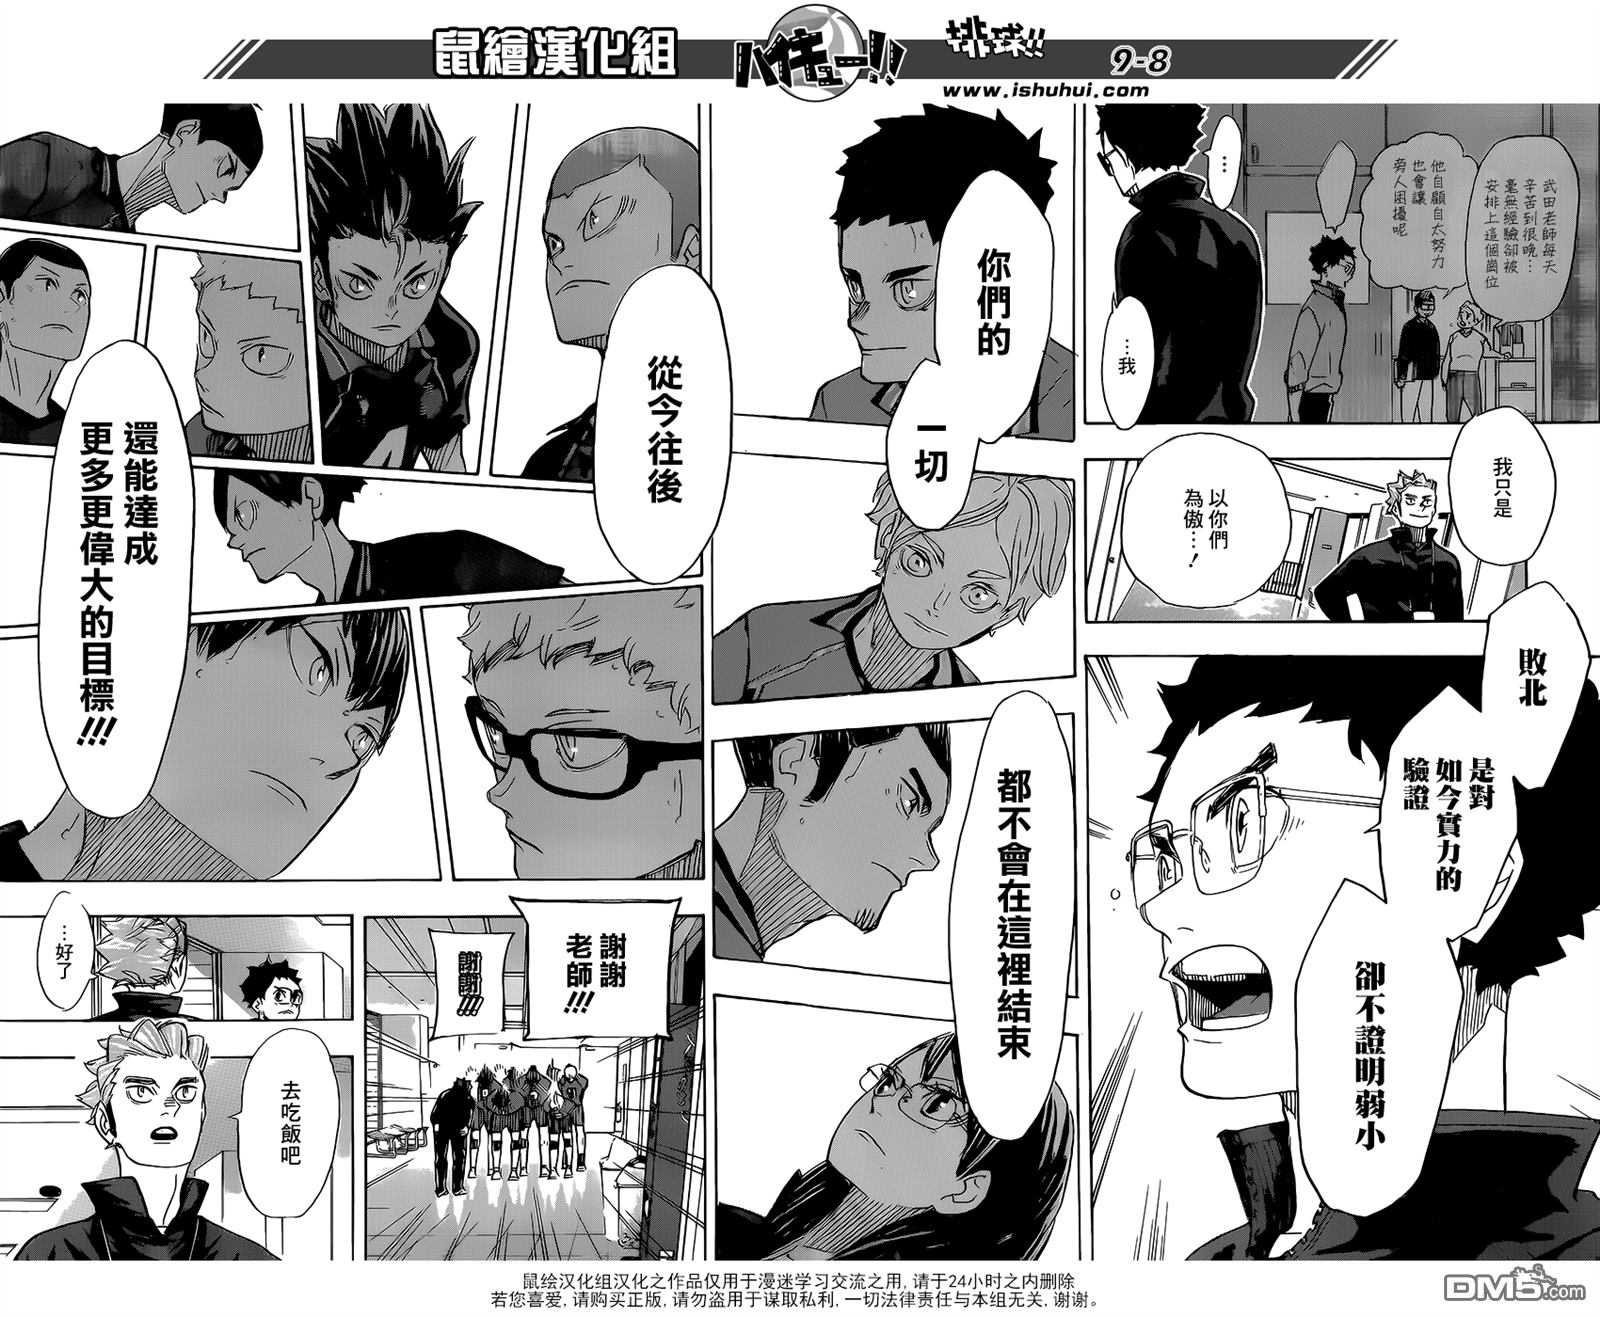 鼠繪漢化組
ハイキュー!!
排球!!
9-8
www.ishuhui.com
武田老師每天
辛苦到很晚…
毫無經驗卻被
安排上這個崗位
他自顧自太努力
也會讓
旁人困擾呢
…
…我
我只是
以你們
為傲…!
敗北
是對
如今實力的
驗證
卻不證明弱小
你們的
一切
都不會在這裡結束
從今往後
還能達成
更多更偉大的目標!!!
謝謝
老師!!!
謝謝!!!
…好了
去吃飯吧
鼠绘汉化组汉化之作品仅用于漫迷学习交流之用,请于24小时之内删除
若您喜爱,请购买正版,请勿盗用于谋取私利,一切法律责任与本组无关,谢谢。
DM5.com